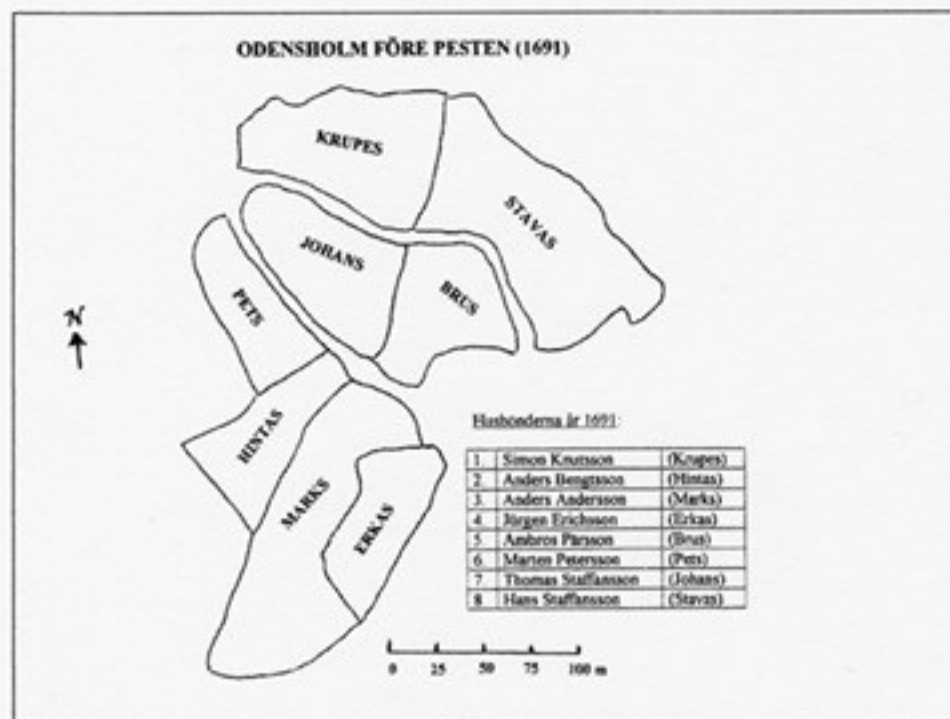 ODENSHOLM FÖRE PESTEN (1691)
KRUPES
STAVAS
JOHANS
BRUS
PETS
N
HINTAS
MARKS
ERKAS
Husbönderna år 1691:
1. Simon Knutsson (Krupes)
2. Anders Bengtsson (Hintas)
3. Anders Andersson (Marks)
4. Jürgen Erichsson (Erkas)
5. Ambros Pärsson (Brus)
6. Marten Petersson (Pets)
7. Thomas Staffansson (Johans)
8 Hans Staffansson (Stavas)
0 25 50 75 100 m